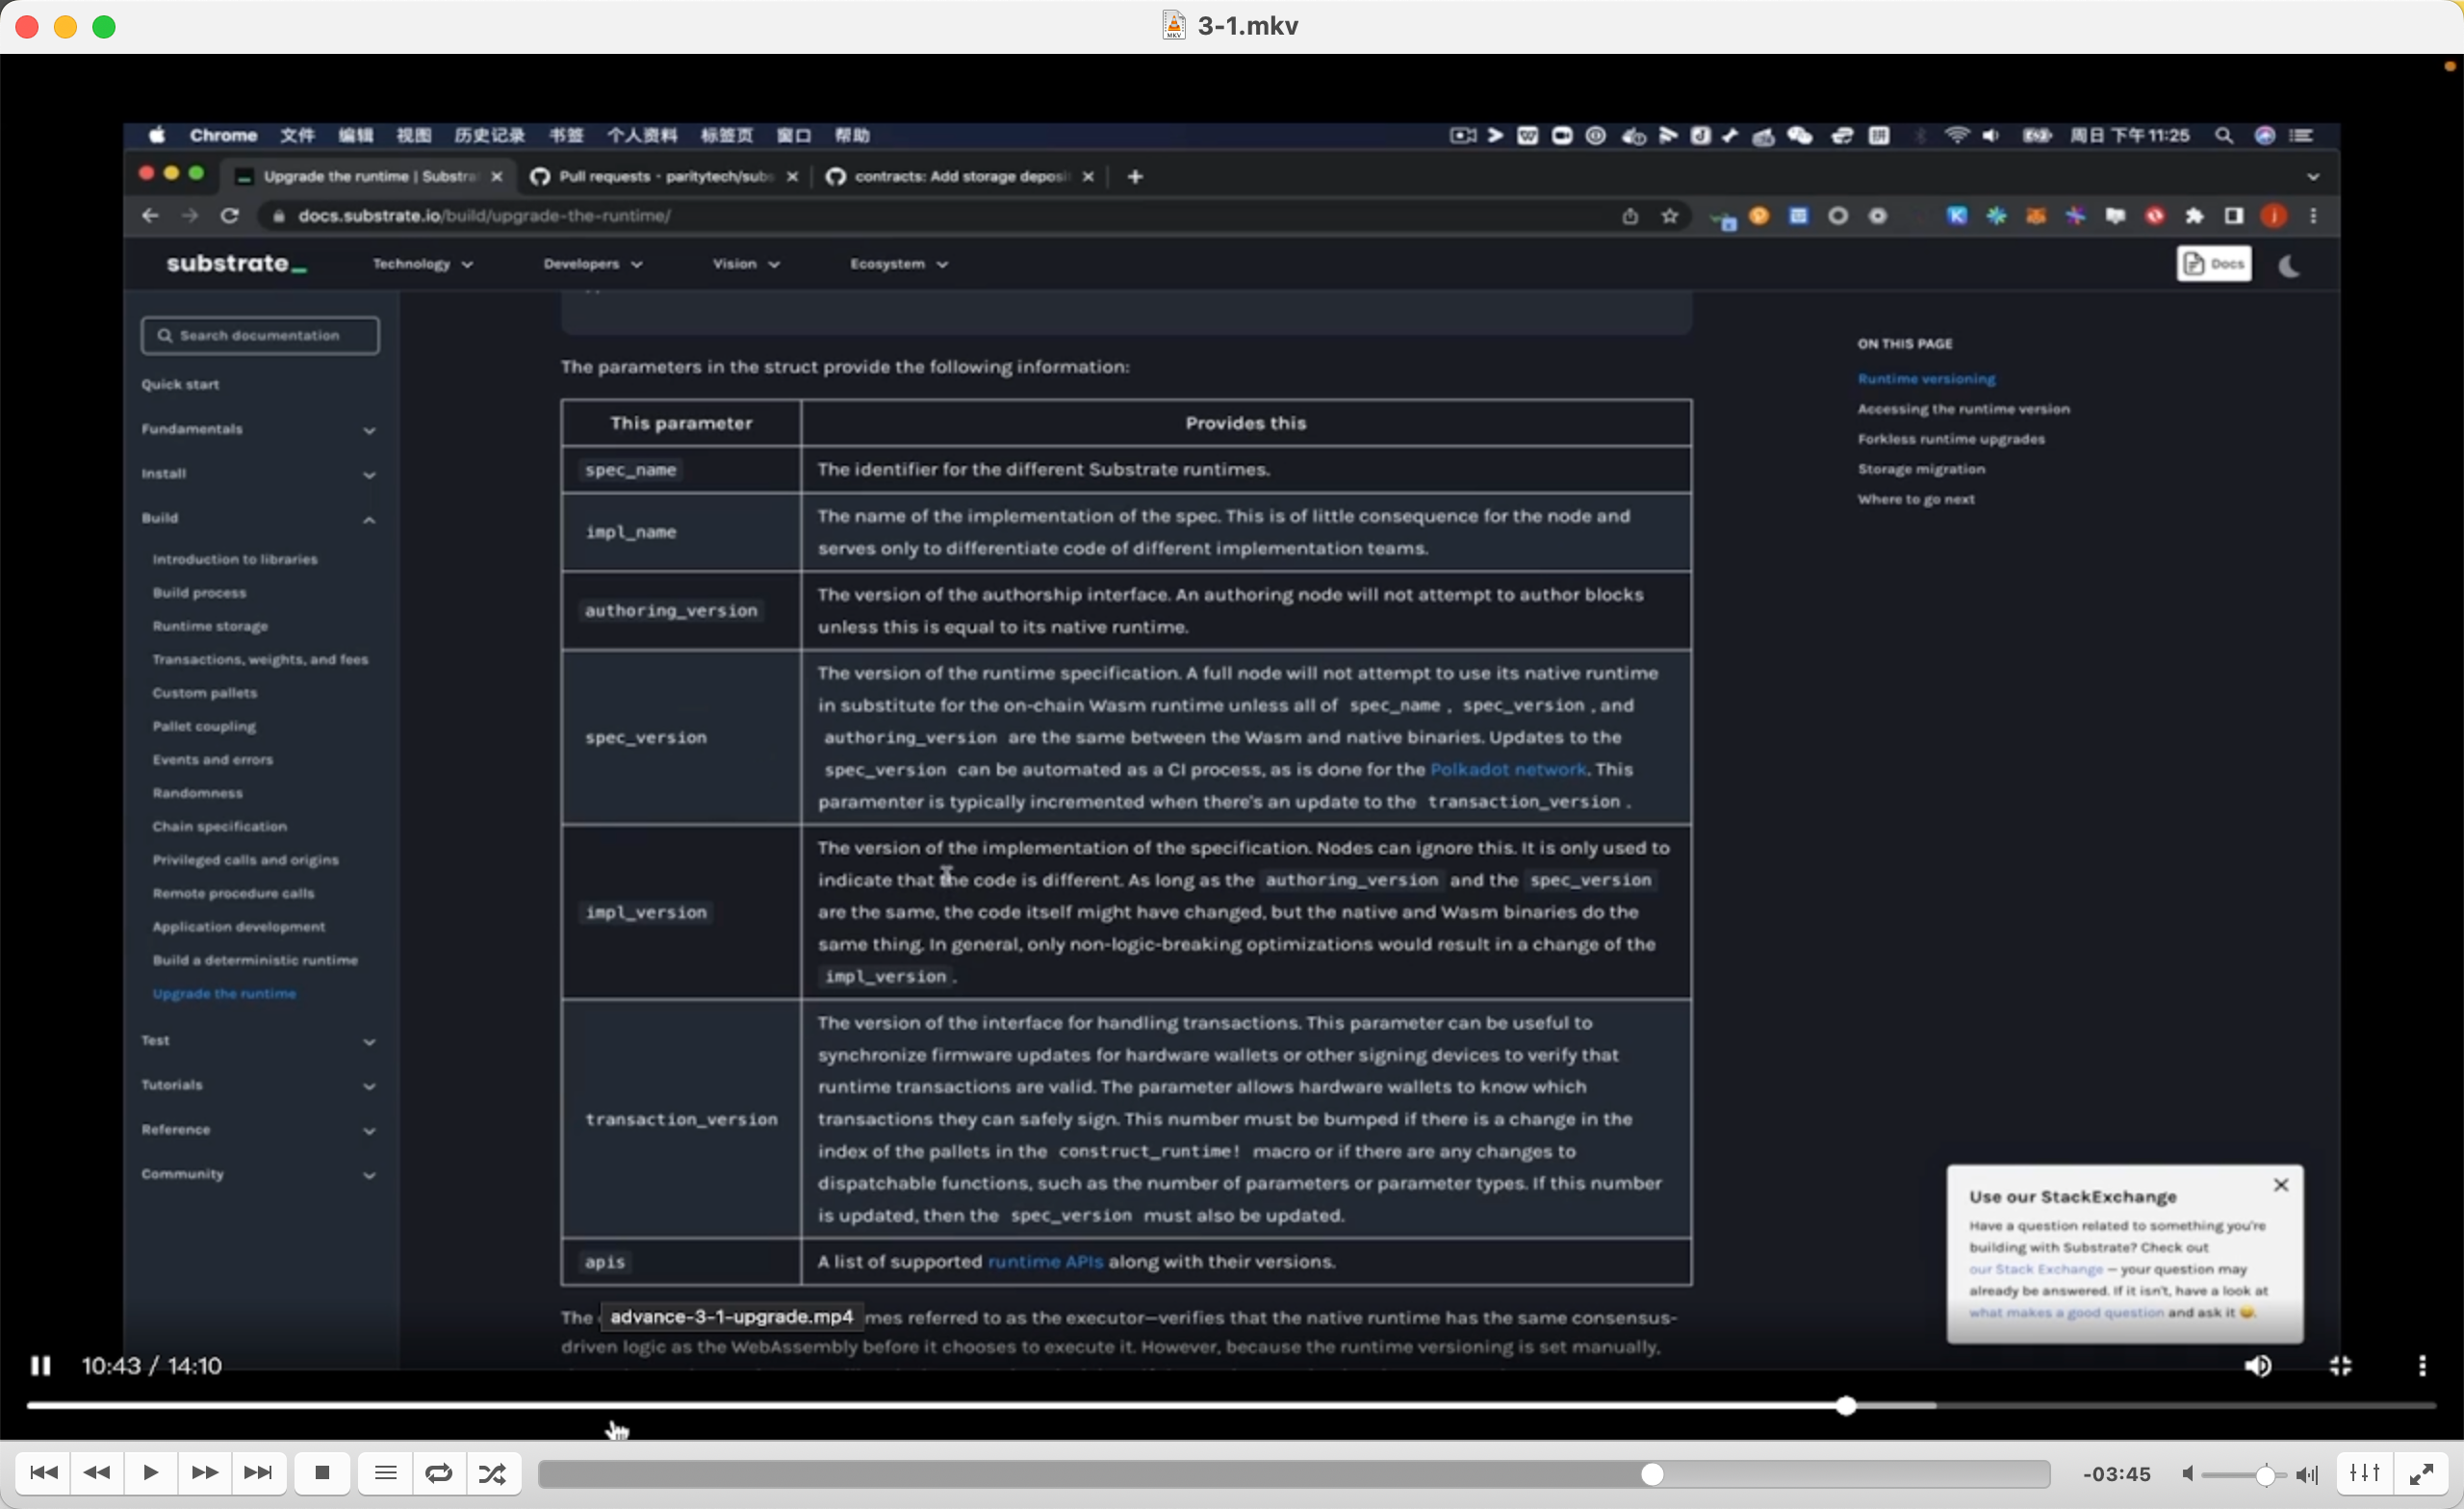 3-1.mkv
Chrome 文件 编辑 视图 历史记录 书签 个人资料 标签页 窗口 帮助 周日 下午11:25
Upgrade the runtime | Substra
Pull requests · paritytech/subs
contracts: Add storage deposi
docs.substrate.io/build/upgrade-the-runtime/
substrate_ Technology Developers Vision Ecosystem Docs
Search documentation
Quick start
Fundamentals
Install
Build
Introduction to libraries
Build process
Runtime storage
Transactions, weights, and fees
Custom pallets
Pallet coupling
Events and errors
Randomness
Chain specification
Privileged calls and origins
Remote procedure calls
Application development
Build a deterministic runtime
Upgrade the runtime
Test
Tutorials
Reference
Community
The parameters in the struct provide the following information:
This parameter Provides this
spec_name The identifier for the different Substrate runtimes.
impl_name
The name of the implementation of the spec. This is of little consequence for the node and
serves only to differentiate code of different implementation teams.
authoring_version
The version of the authorship interface. An authoring node will not attempt to author blocks
unless this is equal to its native runtime.
spec_version
The version of the runtime specification. A full node will not attempt to use its native runtime
in substitute for the on-chain Wasm runtime unless all of spec_name , spec_version , and
authoring_version are the same between the Wasm and native binaries. Updates to the
spec_version can be automated as a CI process, as is done for the Polkadot network. This
paramenter is typically incremented when there's an update to the transaction_version .
impl_version
The version of the implementation of the specification. Nodes can ignore this. It is only used to
indicate that the code is different. As long as the authoring_version and the spec_version
are the same, the code itself might have changed, but the native and Wasm binaries do the
same thing. In general, only non-logic-breaking optimizations would result in a change of the
impl_version .
transaction_version
The version of the interface for handling transactions. This parameter can be useful to
synchronize firmware updates for hardware wallets or other signing devices to verify that
runtime transactions are valid. The parameter allows hardware wallets to know which
transactions they can safely sign. This number must be bumped if there is a change in the
index of the pallets in the construct_runtime! macro or if there are any changes to
dispatchable functions, such as the number of parameters or parameter types. If this number
is updated, then the spec_version must also be updated.
apis A list of supported runtime APIs along with their versions.
The advance-3-1-upgrade.mp4 mes referred to as the executor—verifies that the native runtime has the same consensus-
driven logic as the WebAssembly before it chooses to execute it. However, because the runtime versioning is set manually,
ON THIS PAGE
Runtime versioning
Accessing the runtime version
Forkless runtime upgrades
Storage migration
Where to go next
Use our StackExchange
Have a question related to something you're
building with Substrate? Check out
our Stack Exchange — your question may
already be answered. If it isn't, have a look at
what makes a good question and ask it 😄.
10:43 / 14:10
-03:45